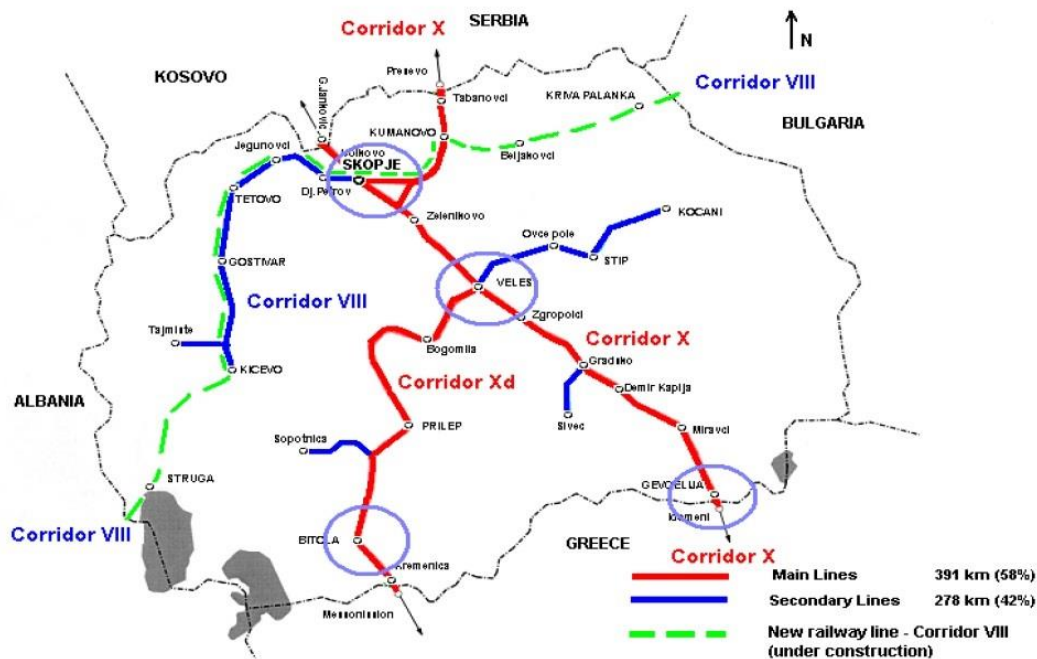 SERBIA
Corridor X
N
KOSOVO
Presevo
Corridor VIII
G.Jankovic
Tabanovci
KRIVA PALANKA
BULGARIA
KUMANOVO
Jegunovci
Beljakovci
SKOPJE
Dj.Petrov
TETOVO
Zelenikovo
KOCANI
Ovce pole
STIP
GOSTIVAR
VELES
Corridor VIII
Zgropolci
Tajmiste
Corridor X
Bogomila
Gradsko
KICEVO
Corridor Xd
Demir Kapija
ALBANIA
Sivec
PRILEP
Miravci
Sopotnica
STRUGA
GEVGELIJA
Idomeni
Corridor VIII
BITOLA
GREECE
Corridor X
Kremenica
Messonission
Main Lines 391 km (58%)
Secondary Lines 278 km (42%)
New railway line - Corridor VIII
(under construction)